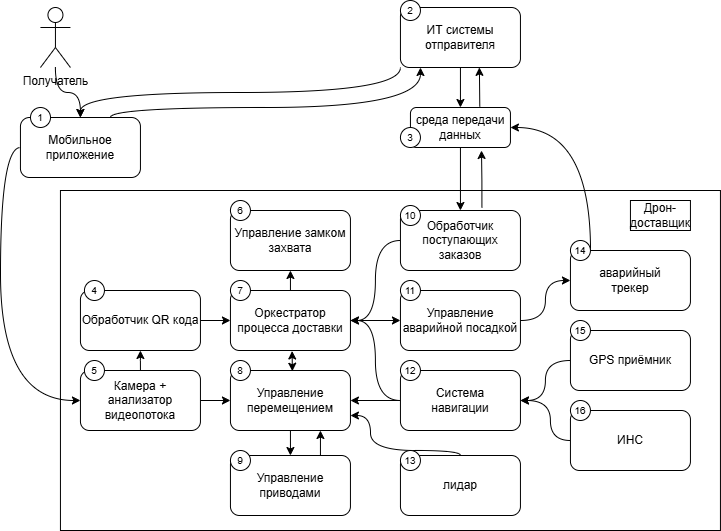 2
ИТ системы
отправителя
Получатель
1
Мобильное
приложение
среда передачи
данных
3
Дрон-
доставщик
6
Управление замком
захвата
10
Обработчик
поступающих
заказов
14
аварийный
трекер
4
Обработчик QR кода
7
Оркестратор
процесса доставки
11
Управление
аварийной посадкой
15
GPS приёмник
5
Камера +
анализатор
видеопотока
8
Управление
перемещением
12
Система
навигации
16
ИНС
9
Управление
приводами
13
лидар